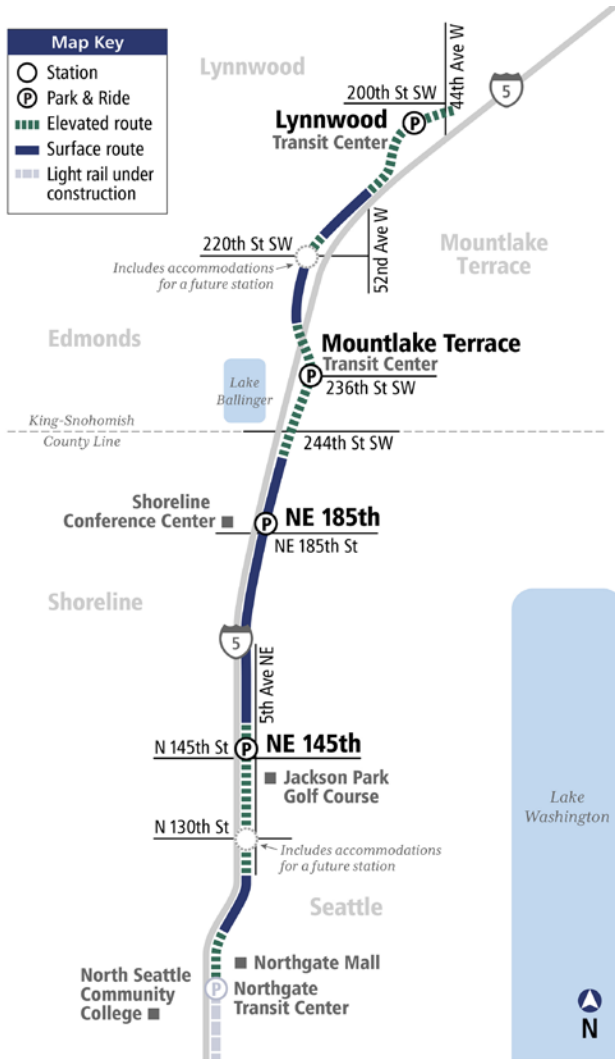 Map Key
Station
P Park & Ride
Elevated route
Surface route
Light rail under
construction
Lynnwood
44th Ave W
5
200th St SW
Lynnwood
P
Transit Center
220th St SW
52nd Ave W
Mountlake
Terrace
Includes accommodations
for a future station
Edmonds
Mountlake Terrace
Transit Center
P
236th St SW
Lake
Ballinger
King-Snohomish
County Line
244th St SW
Shoreline
Conference Center
P
NE 185th
NE 185th St
Shoreline
5
5th Ave NE
N 145th St
P
NE 145th
Jackson Park
Golf Course
Lake
Washington
N 130th St
Includes accommodations
for a future station
Seattle
Northgate Mall
North Seattle
Community
College
P
Northgate
Transit Center
N